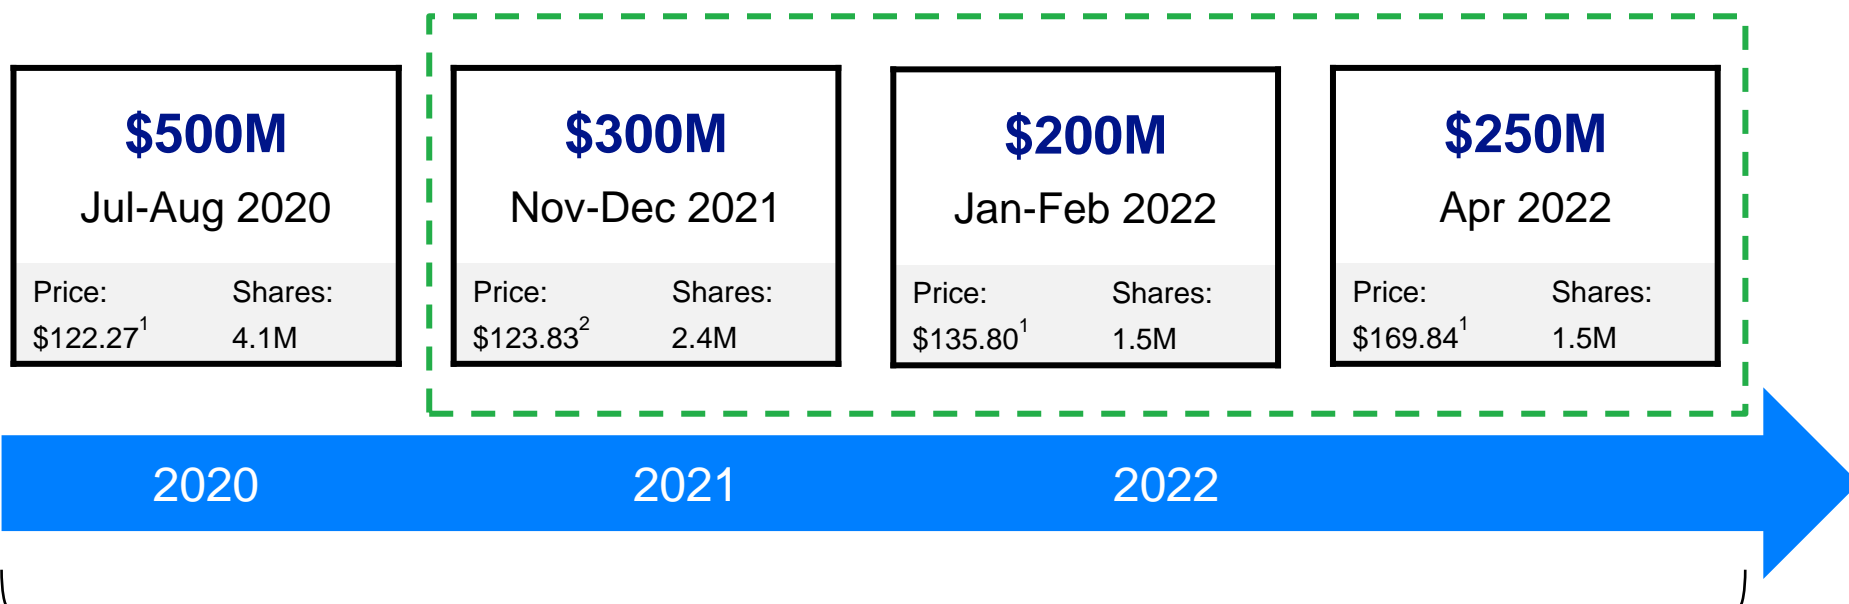 $500M
Jul-Aug 2020
Price: Shares:
$122.27¹ 4.1M
$300M
Nov-Dec 2021
Price: Shares:
$123.83² 2.4M
$200M
Jan-Feb 2022
Price: Shares:
$135.80¹ 1.5M
$250M
Apr 2022
Price: Shares:
$169.84¹ 1.5M
2020 2021 2022